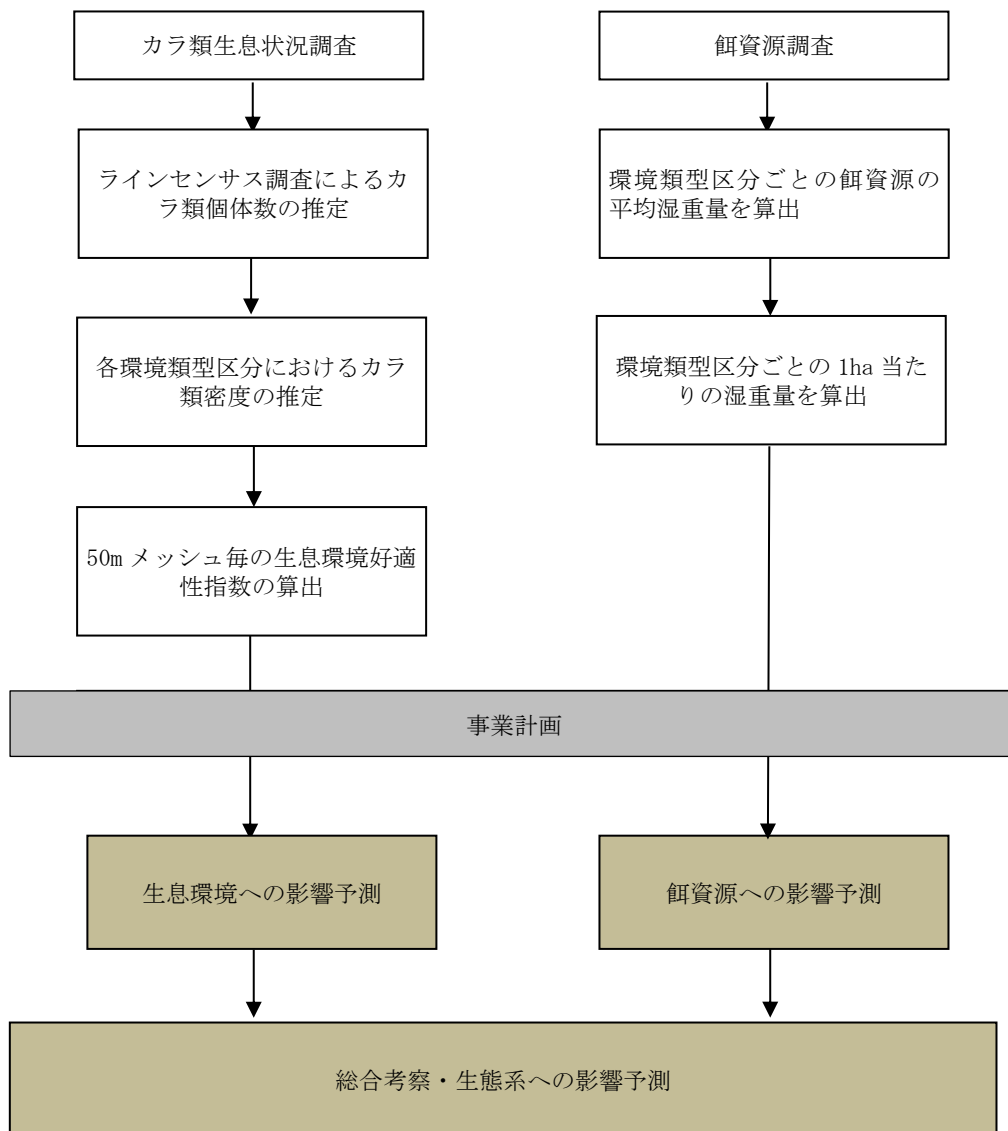 カラ類生息状況調査
餌資源調査
ラインセンサス調査によるカ
ラ類個体数の推定
環境類型区分ごとの餌資源の
平均湿重量を算出
各環境類型区分におけるカラ
類密度の推定
環境類型区分ごとの 1ha 当た
りの湿重量を算出
50m メッシュ毎の生息環境好適
性指数の算出
事業計画
生息環境への影響予測
餌資源への影響予測
総合考察・生態系への影響予測